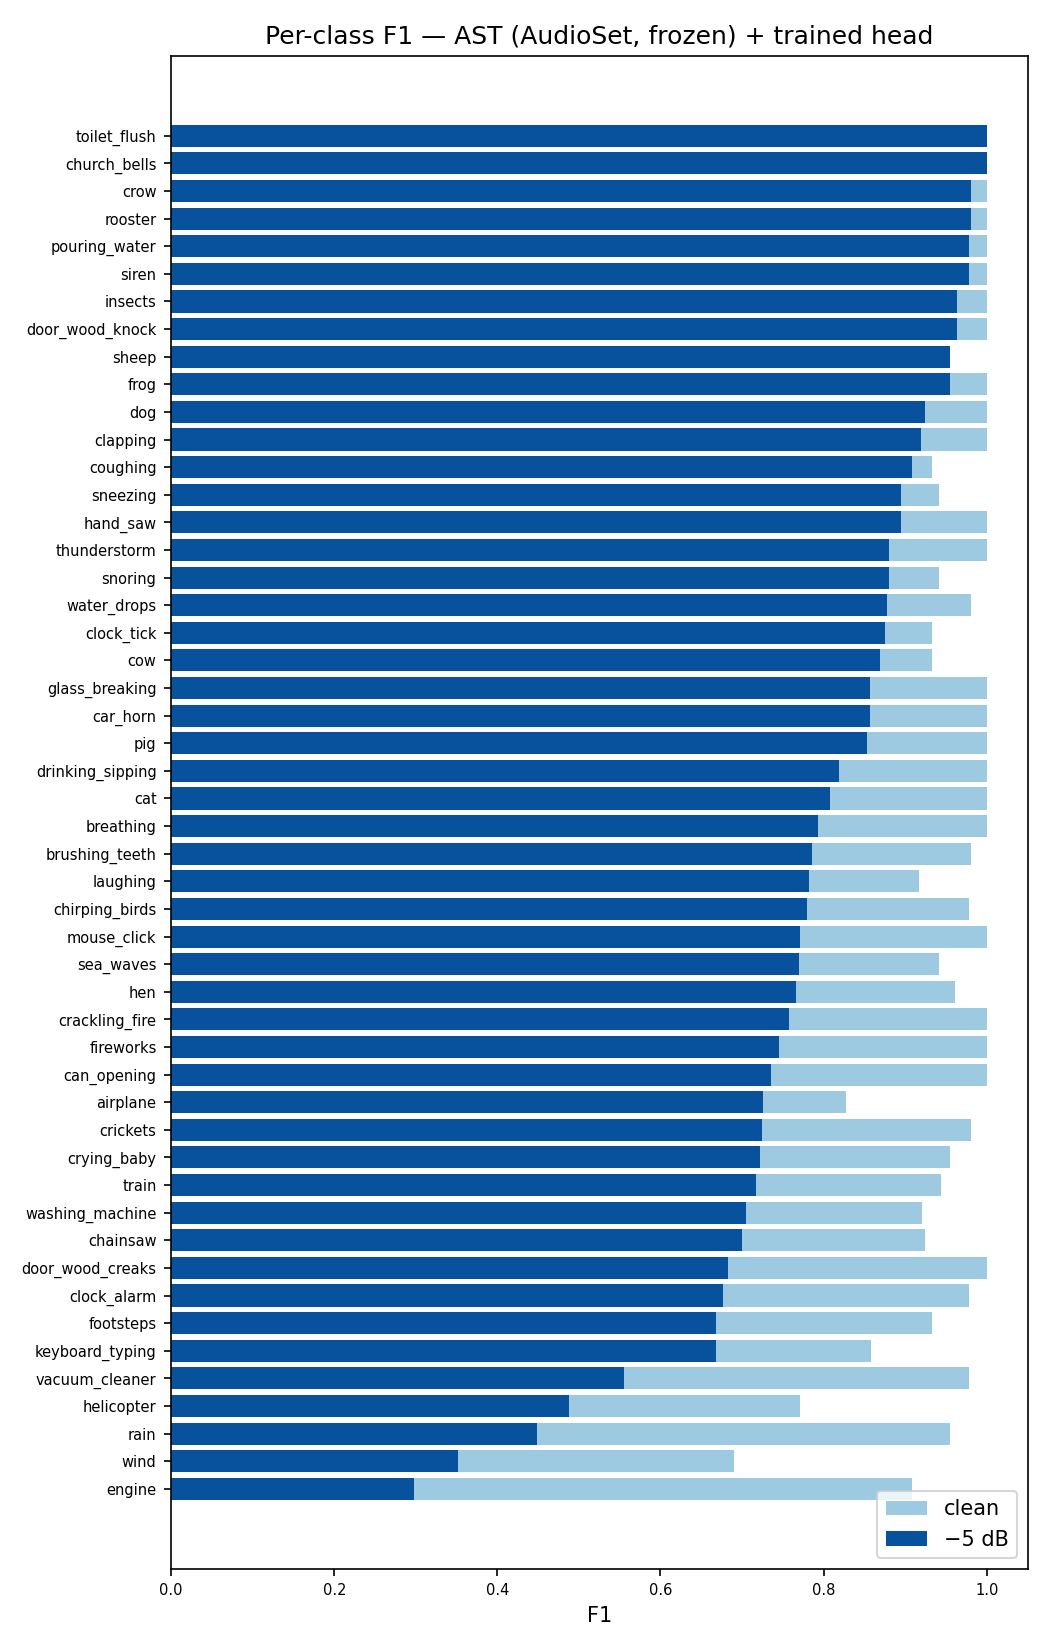 Per-class F1 — AST (AudioSet, frozen) + trained head
toilet_flush
church_bells
crow
rooster
pouring_water
siren
insects
door_wood_knock
sheep
frog
dog
clapping
coughing
sneezing
hand_saw
thunderstorm
snoring
water_drops
clock_tick
cow
glass_breaking
car_horn
pig
drinking_sipping
cat
breathing
brushing_teeth
laughing
chirping_birds
mouse_click
sea_waves
hen
crackling_fire
fireworks
can_opening
airplane
crickets
crying_baby
train
washing_machine
chainsaw
door_wood_creaks
clock_alarm
footsteps
keyboard_typing
vacuum_cleaner
helicopter
rain
wind
engine
clean
−5 dB
0.0 0.2 0.4 0.6 0.8 1.0
F1